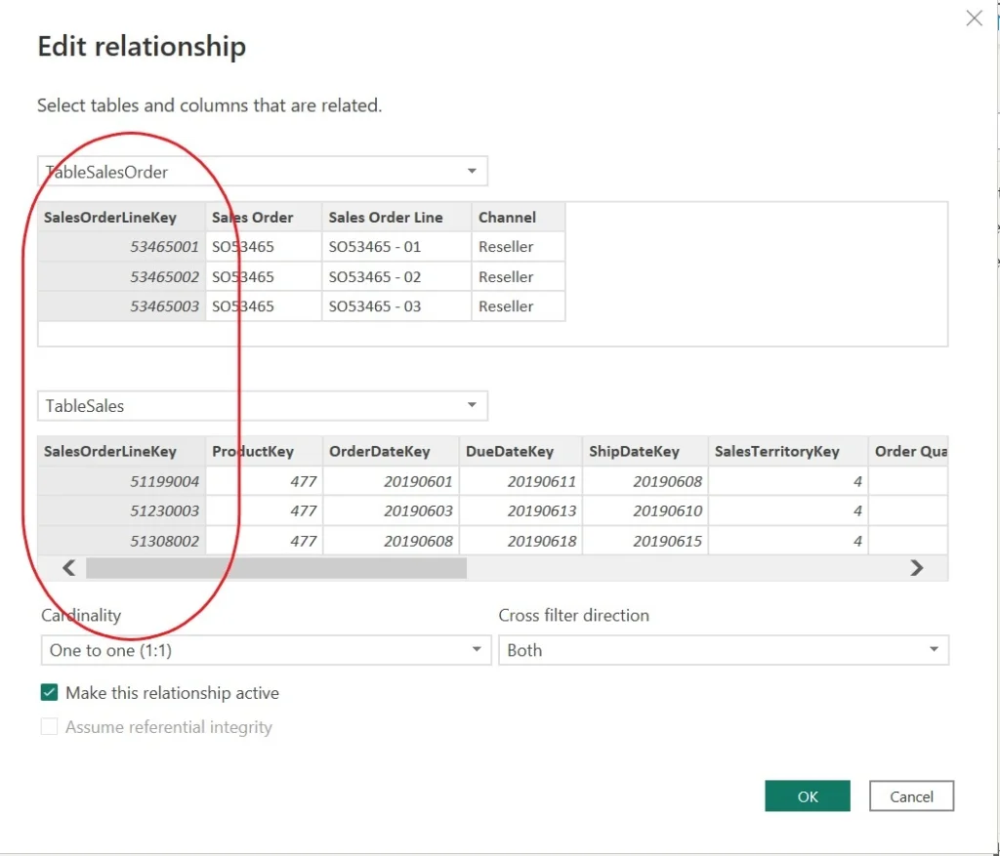 Edit relationship
Select tables and columns that are related.
TableSalesOrder
SalesOrderLineKey Sales Order Sales Order Line Channel
53465001 SO53465 SO53465 - 01 Reseller
53465002 SO53465 SO53465 - 02 Reseller
53465003 SO53465 SO53465 - 03 Reseller
TableSales
SalesOrderLineKey ProductKey OrderDateKey DueDateKey ShipDateKey SalesTerritoryKey Order Qua
51199004 477 20190601 20190611 20190608 4
51230003 477 20190603 20190613 20190610 4
51308002 477 20190608 20190618 20190615 4
Cardinality Cross filter direction
One to one (1:1) Both
Make this relationship active
Assume referential integrity
OK Cancel